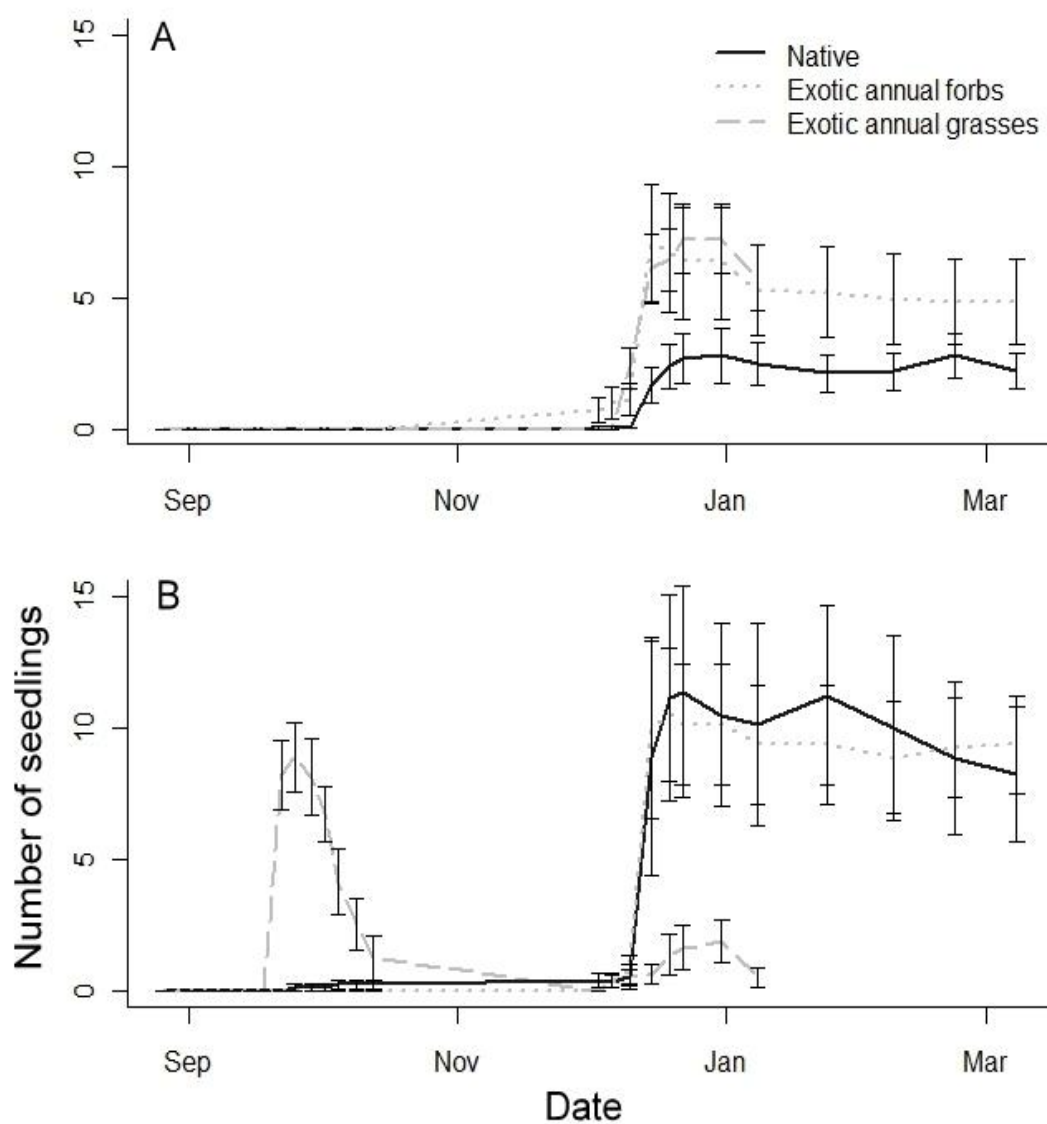 A
Native
Exotic annual forbs
Exotic annual grasses
15
10
5
0
Sep Nov Jan Mar
B
15
10
5
0
Number of seedlings
Sep Nov Jan Mar
Date